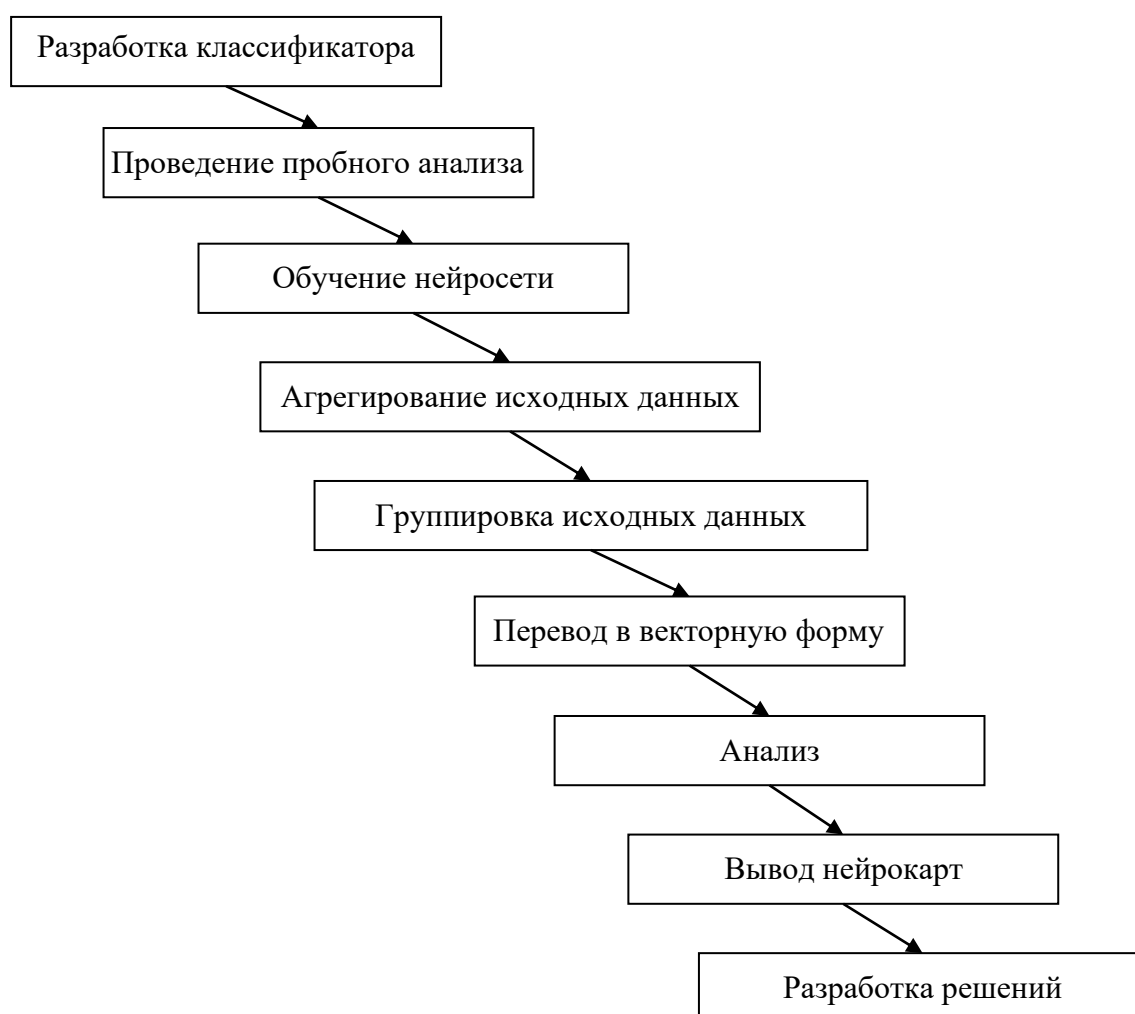 Разработка классификатора
Проведение пробного анализа
Обучение нейросети
Агрегирование исходных данных
Группировка исходных данных
Перевод в векторную форму
Анализ
Вывод нейрокарт
Разработка решений